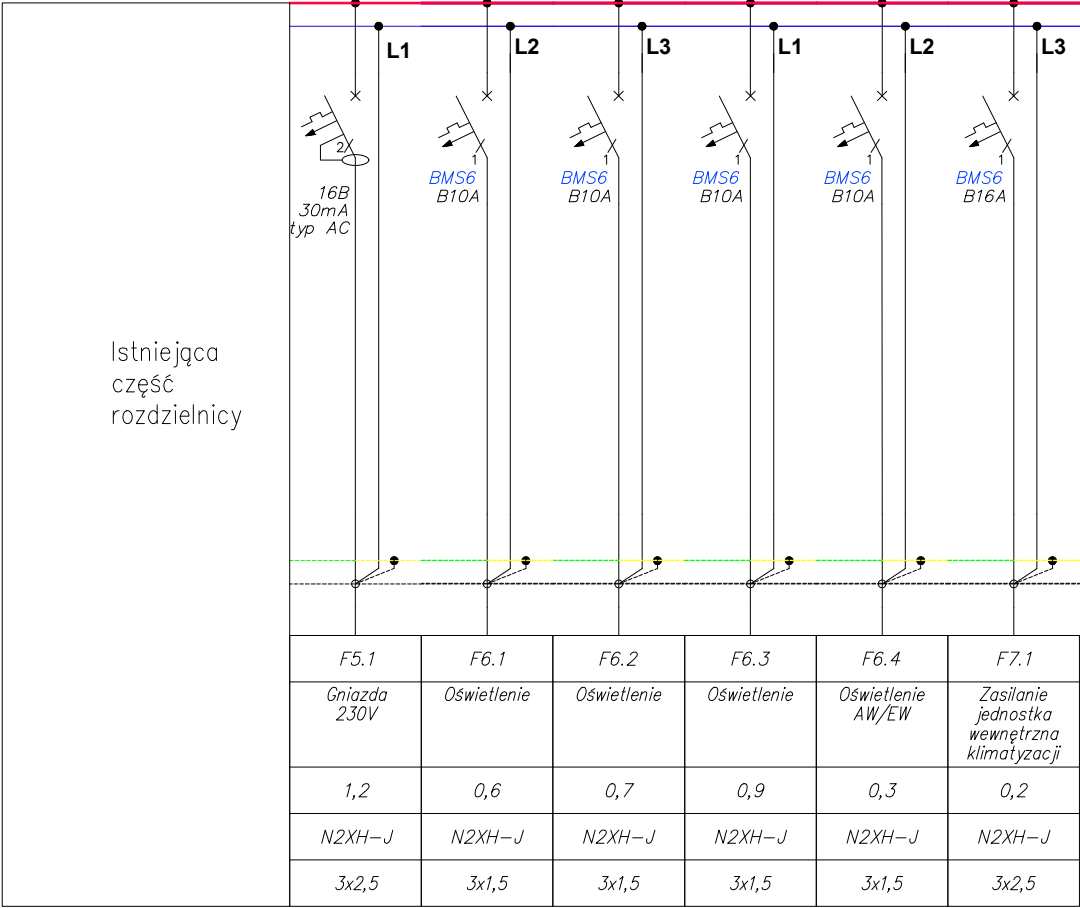 L1
L2
L3
L1
L2
L3
2
1
1
1
1
1
16B
30mA
typ AC
BMS6
B10A
BMS6
B10A
BMS6
B10A
BMS6
B10A
BMS6
B16A
Istniejąca
część
rozdzielnicy
F5.1
F6.1
F6.2
F6.3
F6.4
F7.1
Gniazda
230V
Oświetlenie
Oświetlenie
Oświetlenie
Oświetlenie
AW/EW
Zasilanie
jednostka
wewnętrzna
klimatyzacji
1,2
0,6
0,7
0,9
0,3
0,2
N2XH-J
N2XH-J
N2XH-J
N2XH-J
N2XH-J
N2XH-J
3x2,5
3x1,5
3x1,5
3x1,5
3x1,5
3x2,5